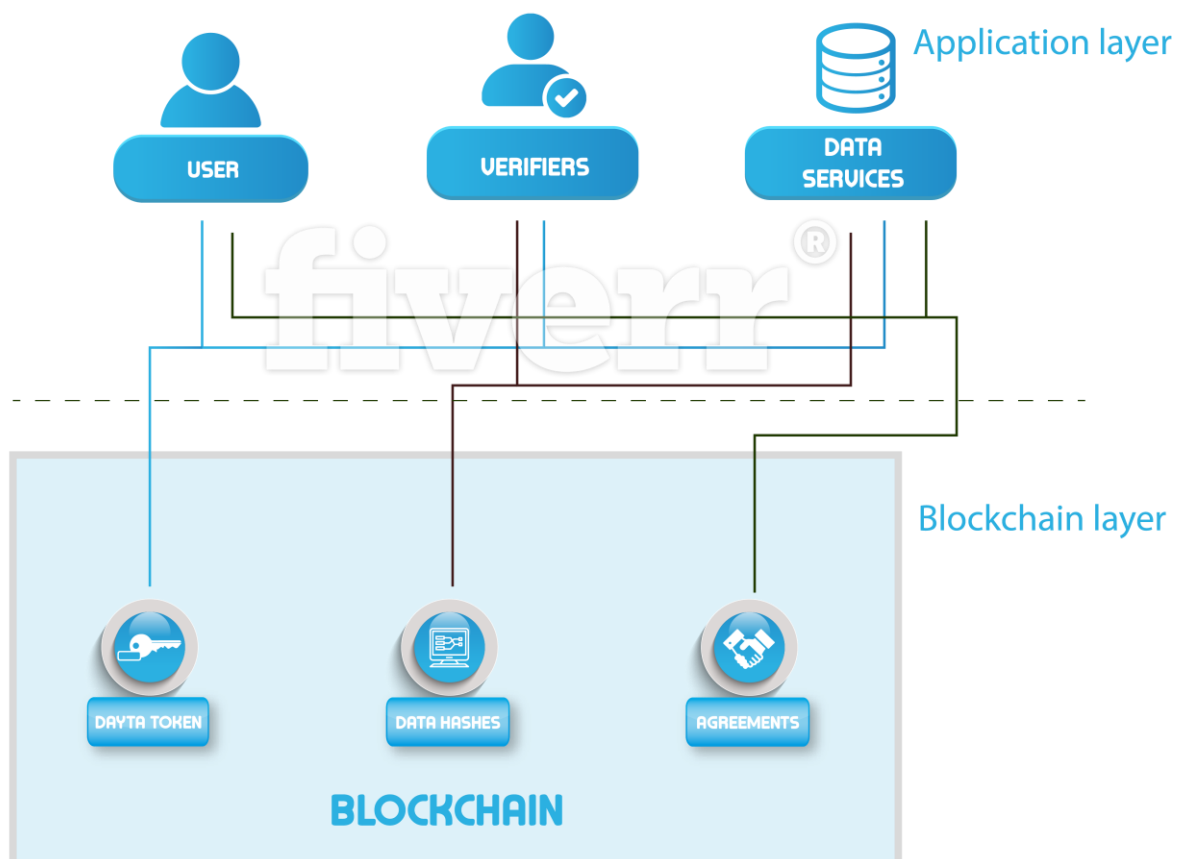 Application layer
USER
VERIFIERS
DATA
SERVICES
fiverr®
Blockchain layer
DAYTA TOKEN
DATA HASHES
AGREEMENTS
BLOCKCHAIN